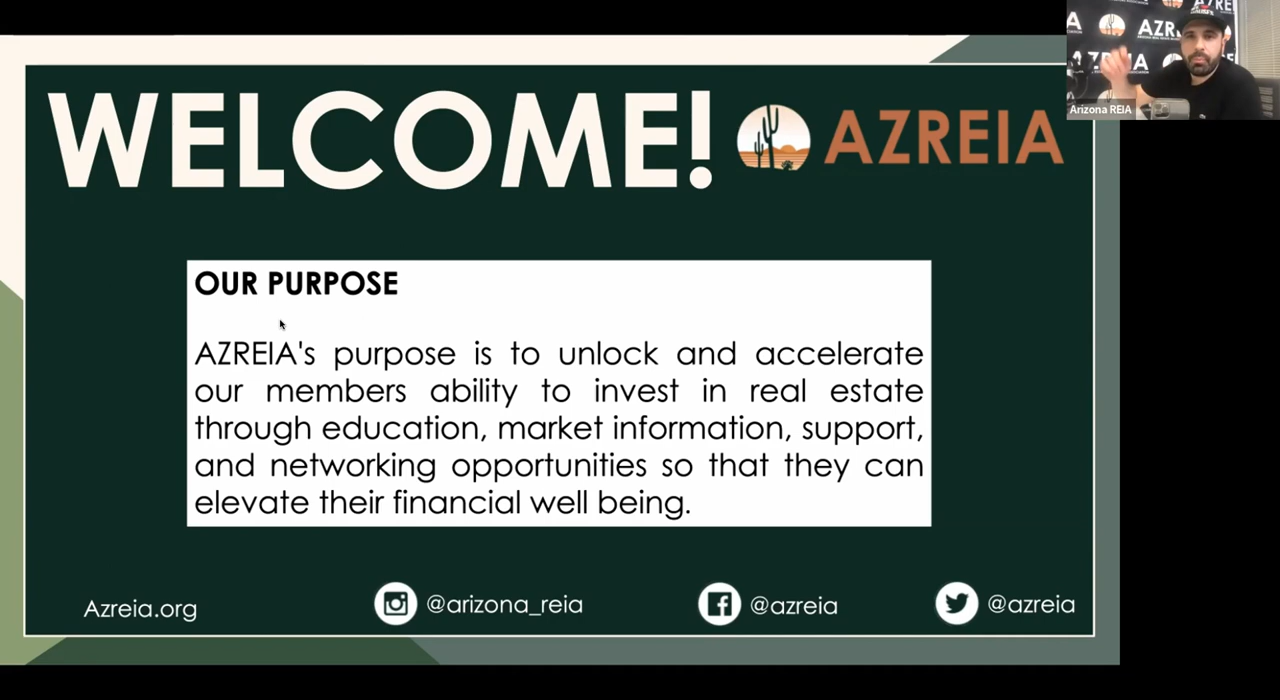 WELCOME!
AZREIA
OUR PURPOSE
AZREIA's purpose is to unlock and accelerate
our members ability to invest in real estate
through education, market information, support,
and networking opportunities so that they can
elevate their financial well being.
Azreia.org
@arizona_reia
@azreia
@azreia
Arizona REIA